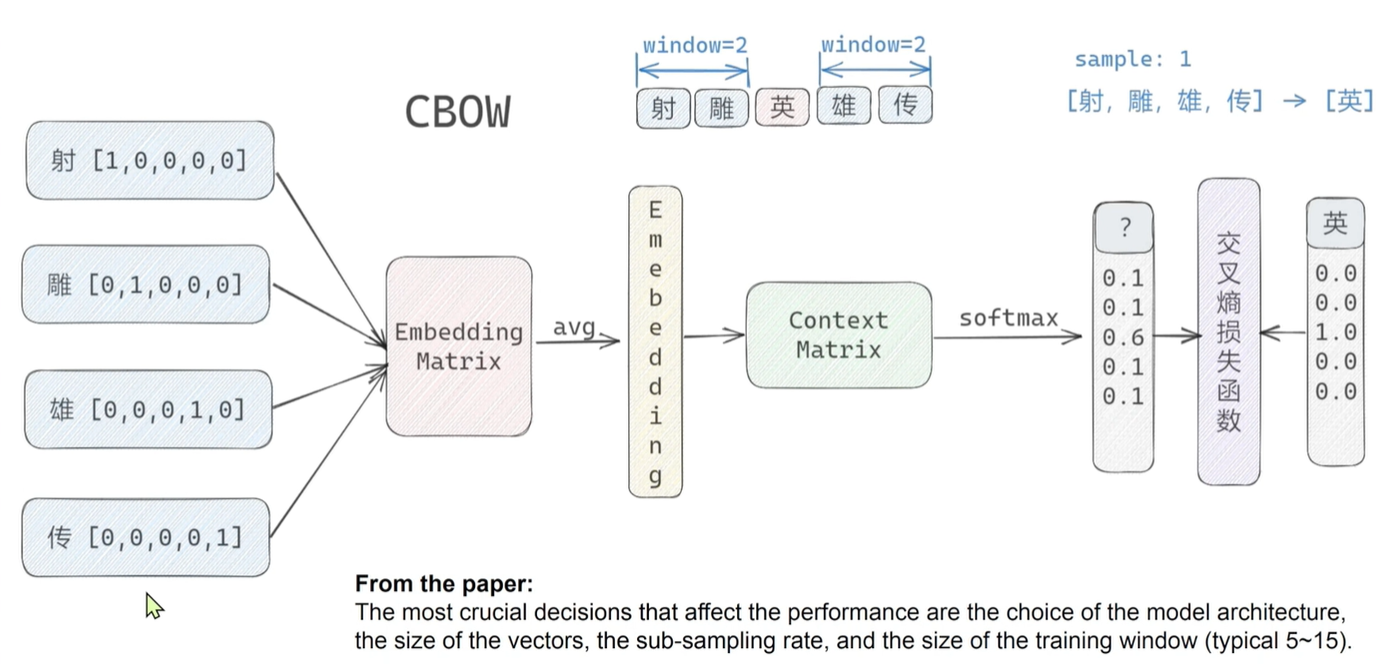 window=2
window=2
CBOW
射 雕 英 雄 传
sample: 1
[射, 雕, 雄, 传] → [英]
射 [1,0,0,0,0]
雕 [0,1,0,0,0]
雄 [0,0,0,1,0]
传 [0,0,0,0,1]
Embedding
Matrix
avg
Embedding
Context
Matrix
softmax
?
0.1
0.1
0.6
0.1
0.1
交叉熵损失函数
英
0.0
0.0
1.0
0.0
0.0
From the paper:
The most crucial decisions that affect the performance are the choice of the model architecture,
the size of the vectors, the sub-sampling rate, and the size of the training window (typical 5~15).